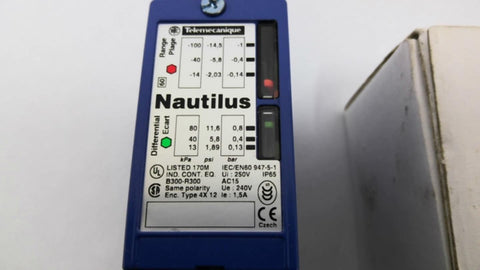 Telemecanique
Range
Plage
-100 -14,5 -1
-40 -5,8 -0,4
-14 -2,03 -0,14
60
Nautilus
Differential
Ecart
80 11,6 0,8
40 5,8 0,4
13 1,89 0,13
kPa psi bar
UL LISTED 170M IEC/EN60 947-5-1
IND. CONT. EQ. Ui : 250V IP65
B300-R300 AC15
Same polarity Ue : 240V
Enc. Type 4X 12 Ie : 1,5A
CE
Czech